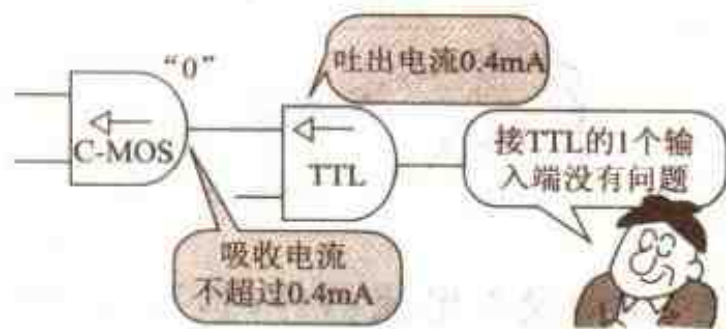 “0”
吐出电流0.4mA
C-MOS
TTL
接TTL的1个输
入端没有问题
吸收电流
不超过0.4mA